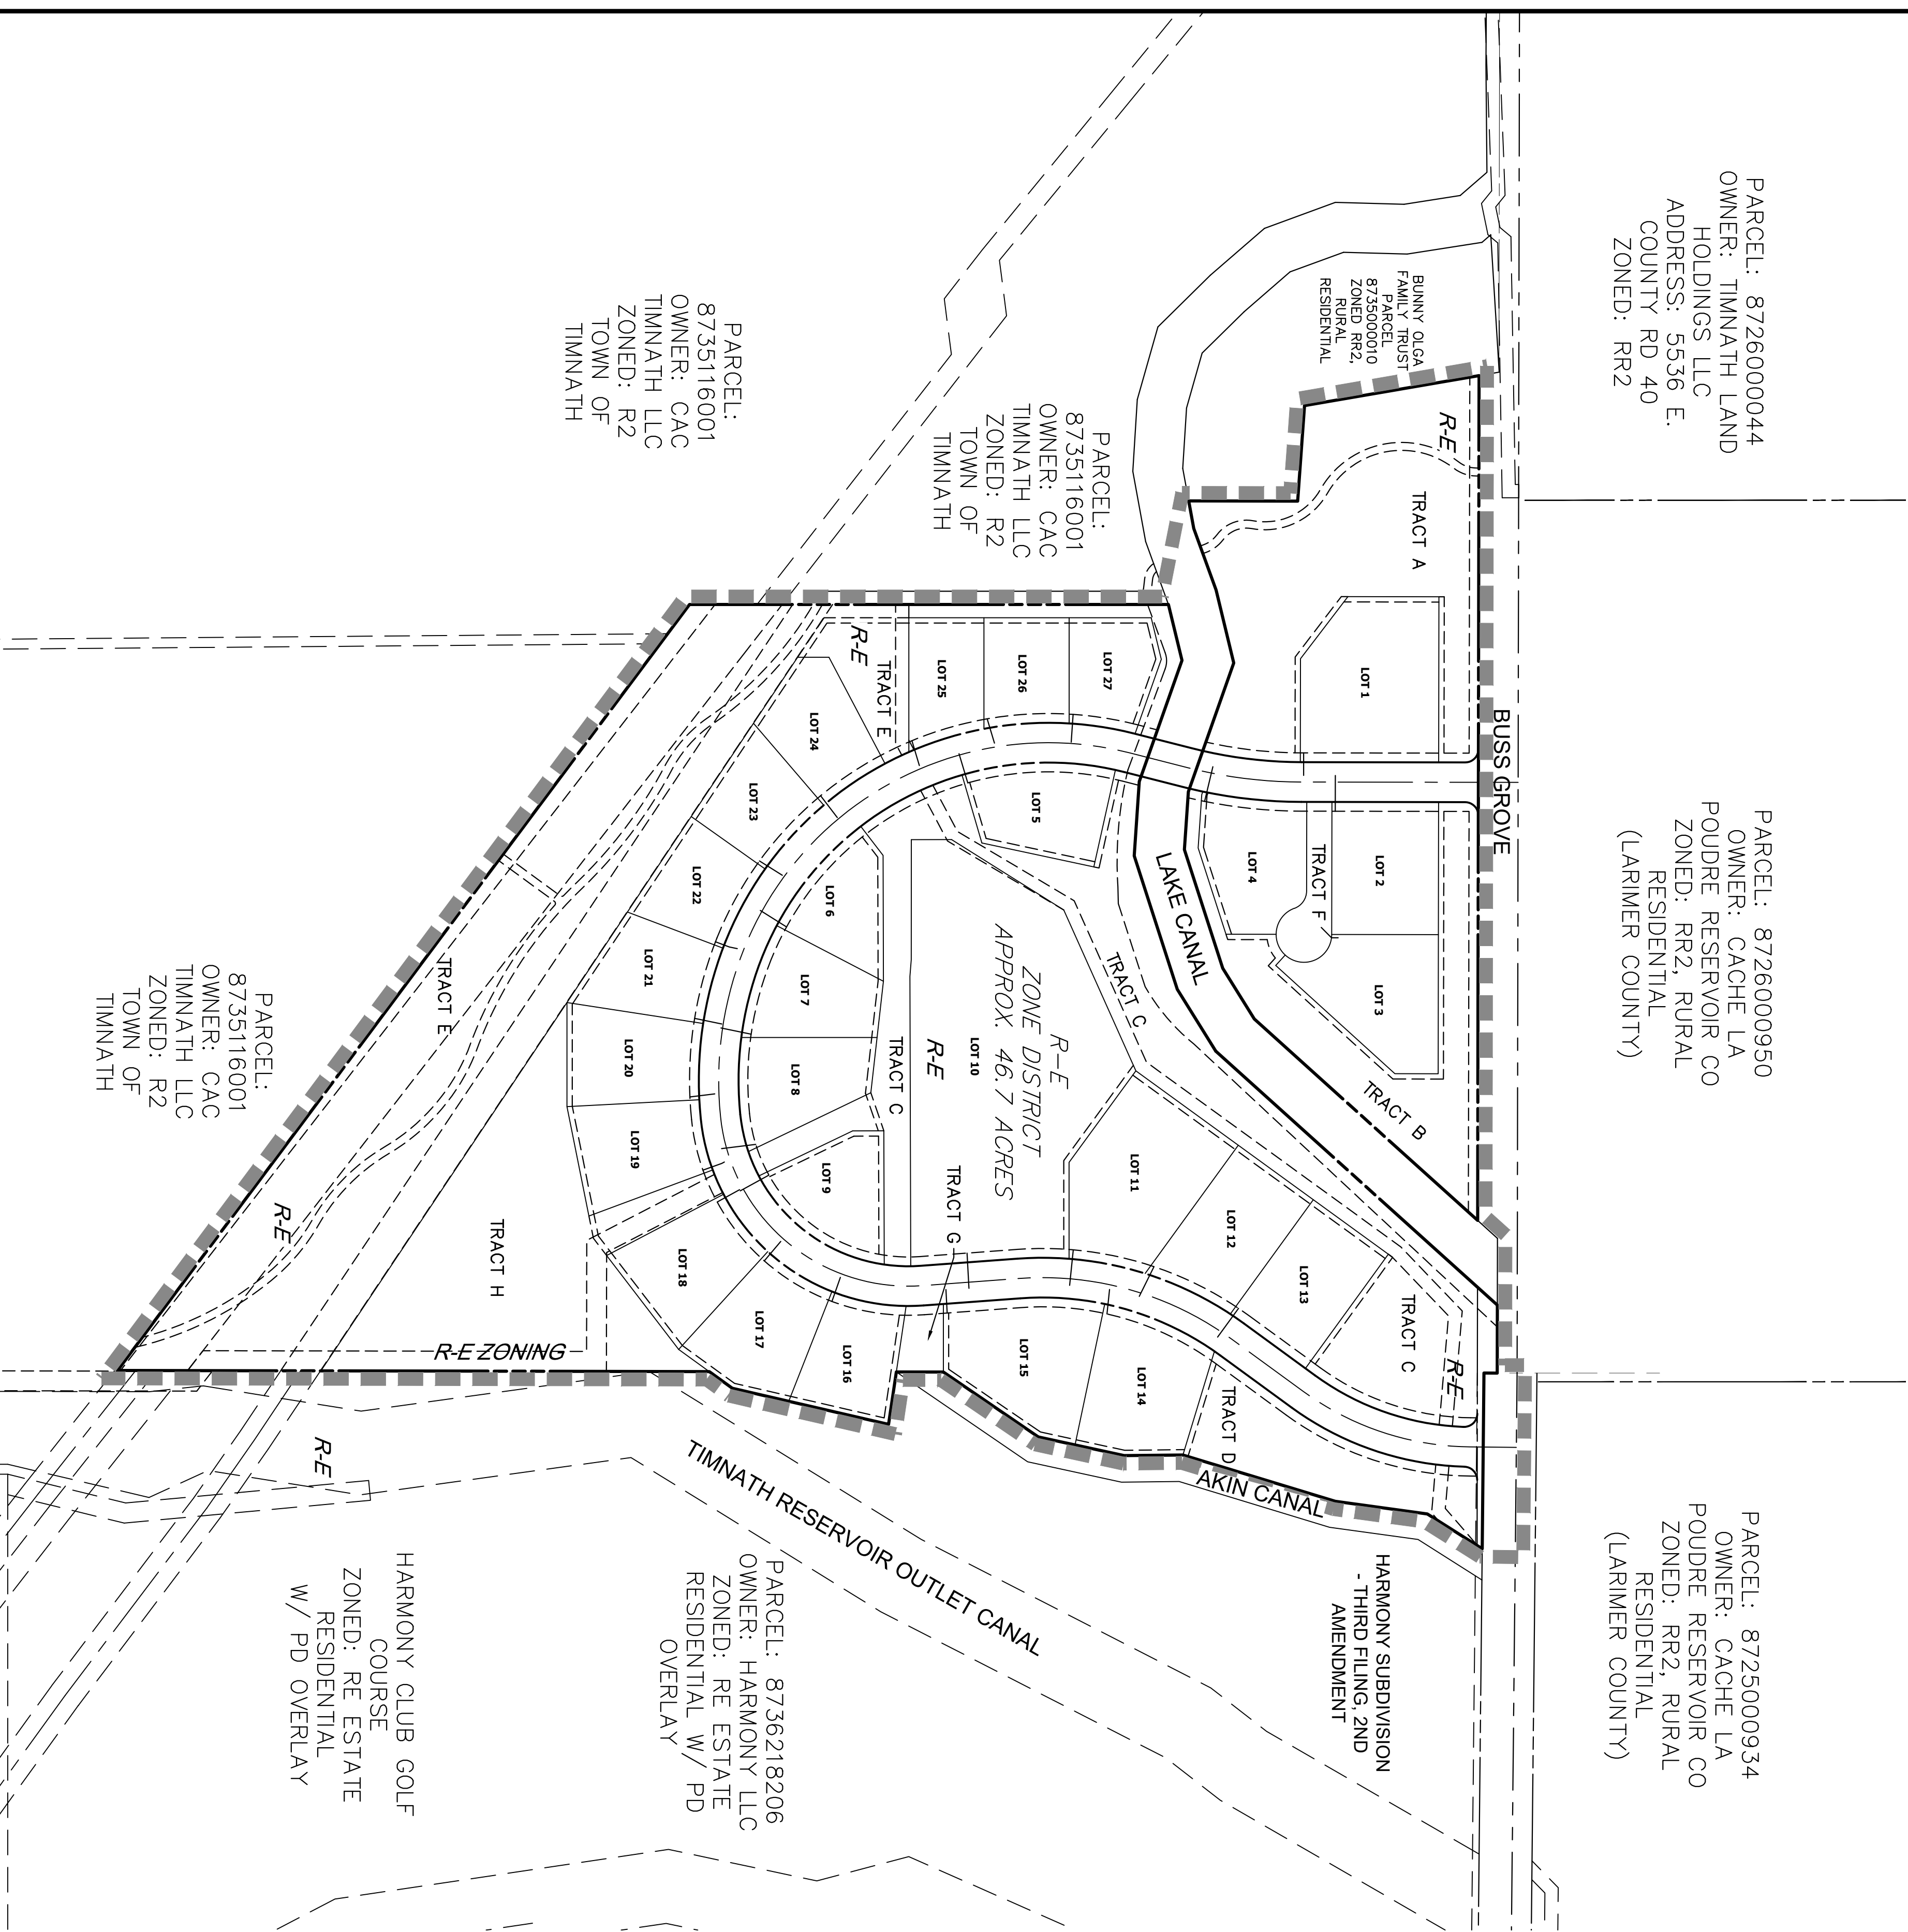 PARCEL: 8726000044
OWNER: TIMNATH LAND
HOLDINGS LLC
ADDRESS: 5536 E.
COUNTY RD 40
ZONED: RR2
PARCEL: 8726000950
OWNER: CACHE LA
POUDRE RESERVOIR CO
ZONED: RR2, RURAL
RESIDENTIAL
(LARIMER COUNTY)
PARCEL: 8725000934
OWNER: CACHE LA
POUDRE RESERVOIR CO
ZONED: RR2, RURAL
RESIDENTIAL
(LARIMER COUNTY)
BUSS GROVE
BUNNY OLGA
FAMILY TRUST
PARCEL
8735000010
ZONED RR2,
RURAL
RESIDENTIAL
R-E
TRACT A
LOT 1
LOT 2
LOT 3
TRACT F
LOT 4
TRACT B
LAKE CANAL
TRACT C
R-E
TRACT C
HARMONY SUBDIVISION
- THIRD FILING, 2ND
AMENDMENT
AKIN CANAL
TRACT D
LOT 13
LOT 12
LOT 11
LOT 14
LOT 15
PARCEL:
8735116001
OWNER: CAC
TIMNATH LLC
ZONED: R2
TOWN OF
TIMNATH
LOT 27
LOT 26
LOT 25
LOT 5
R-E
ZONE DISTRICT
APPROX. 46.7 ACRES
LOT 10
R-E
TRACT G
TRACT C
R-E
TRACT E
LOT 24
LOT 23
LOT 22
LOT 21
LOT 20
LOT 19
LOT 18
LOT 17
LOT 16
LOT 6
LOT 7
LOT 8
LOT 9
TIMNATH RESERVOIR OUTLET CANAL
PARCEL:
8735116001
OWNER: CAC
TIMNATH LLC
ZONED: R2
TOWN OF
TIMNATH
TRACT E
TRACT H
R-E ZONING
R-E
R-E
PARCEL: 8736218206
OWNER: HARMONY LLC
ZONED: RE ESTATE
RESIDENTIAL W/ PD
OVERLAY
PARCEL:
8735116001
OWNER: CAC
TIMNATH LLC
ZONED: R2
TOWN OF
TIMNATH
HARMONY CLUB GOLF
COURSE
ZONED: RE ESTATE
RESIDENTIAL
W/ PD OVERLAY